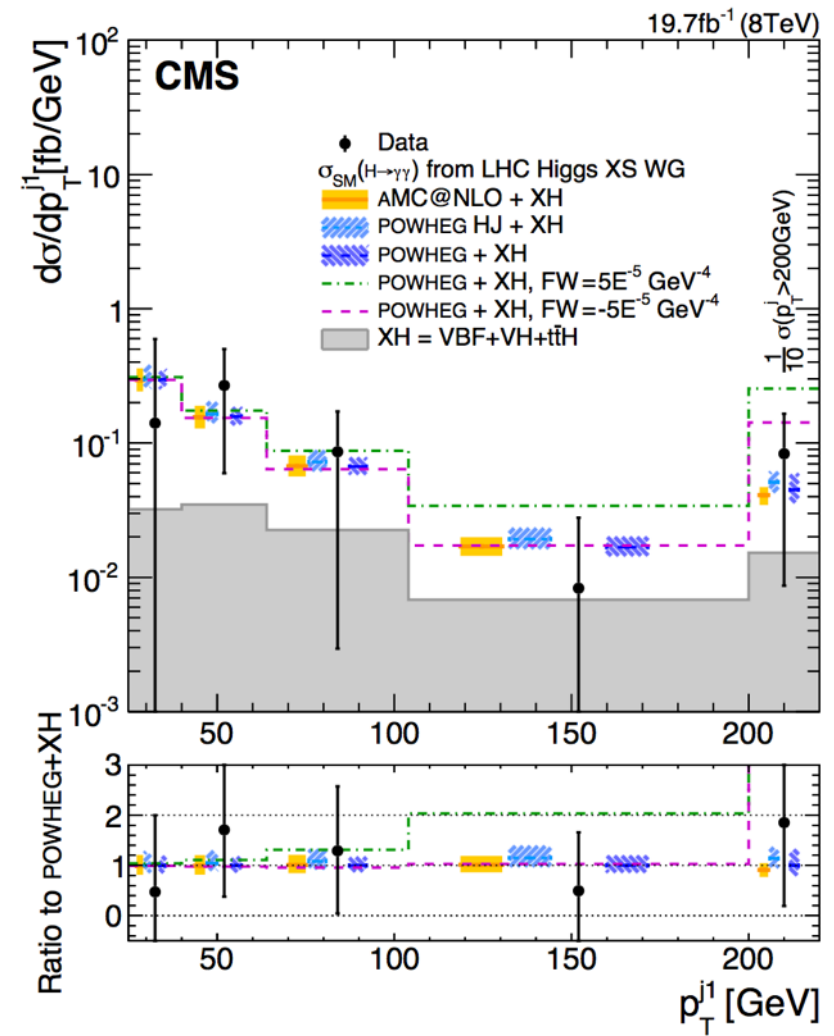 19.7fb⁻¹ (8TeV)
CMS
dσ/dp_T^{j1} [fb/GeV]
10²
10
1
10⁻¹
10⁻²
10⁻³
Data
σ_SM(H→γγ) from LHC Higgs XS WG
AMC@NLO + XH
POWHEG HJ + XH
POWHEG + XH
POWHEG + XH, FW=5E⁻⁵ GeV⁻⁴
POWHEG + XH, FW=-5E⁻⁵ GeV⁻⁴
XH = VBF+VH+tt̄H
1/10 σ(p_T^j>200GeV)
50 100 150 200
Ratio to POWHEG+XH
3
2
1
0
50 100 150 200
p_T^{j1} [GeV]